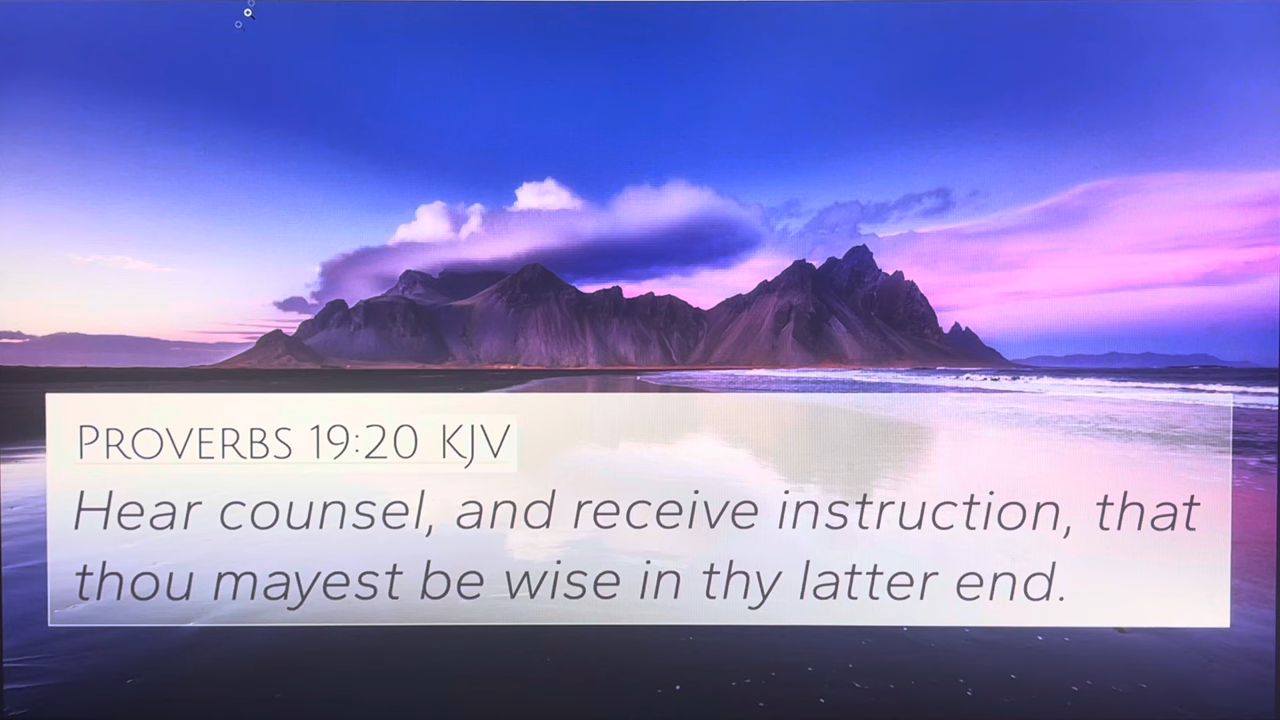 Proverbs 19:20 KJV
Hear counsel, and receive instruction, that
thou mayest be wise in thy latter end.